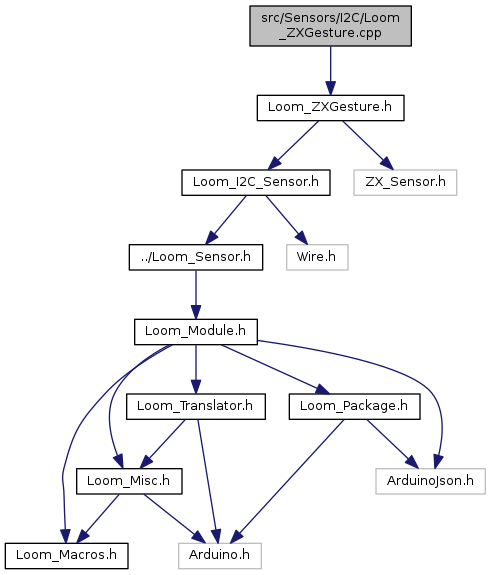 src/Sensors/I2C/Loom
_ZXGesture.cpp
Loom_ZXGesture.h
Loom_I2C_Sensor.h
ZX_Sensor.h
../Loom_Sensor.h
Wire.h
Loom_Module.h
Loom_Translator.h
Loom_Package.h
Loom_Misc.h
ArduinoJson.h
Loom_Macros.h
Arduino.h